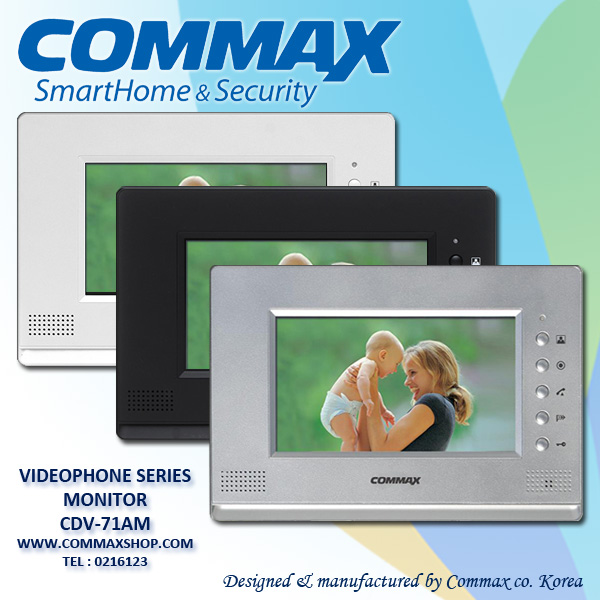 COMMAX
SmartHome & Security
COMMAX
VIDEOPHONE SERIES
MONITOR
CDV-71AM
WWW.COMMAXSHOP.COM
TEL : 0216123
Designed & manufactured by Commax co. Korea